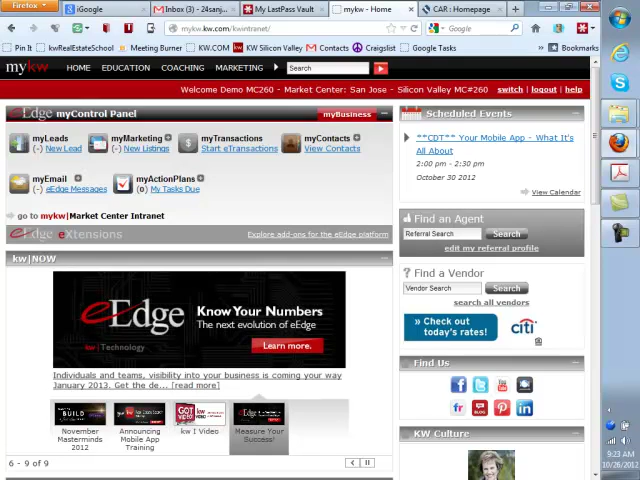 Firefox
iGoogle
Inbox (6) - 24sanj...
My LastPass Vault
mykw - Home
CAR : Homepage
mykw.kw.com/kwintranet/
Google
Pin It
kwRealEstateSchool
Meeting Burner
KW.COM
KW Silicon Valley
Contacts
Craigslist
Google Tasks
Bookmarks
mykw
HOME
EDUCATION
COACHING
MARKETING
Search
Welcome Demo MC260 - Market Center: San Jose - Silicon Valley MC#260
switch | logout | help
eEdge myControl Panel
myBusiness
myLeads
(-) New Lead
myMarketing
(-) New Listings
myTransactions
Start eTransactions
myContacts
View Contacts
myEmail
(-) eEdge Messages
myActionPlans
(0) My Tasks Due
go to mykw|Market Center Intranet
eEdge eXtensions
Explore add-ons for the eEdge platform
kw|NOW
eEdge
Know Your Numbers
The next evolution of eEdge
kw | Technology
Learn more.
Individuals and teams, visibility into your business is coming your way
January 2013. Get the de... [read more]
November
Masterminds
2012
Announcing
Mobile App
Training
GOT
VIDEO
kw I Video
Measure Your
Success!
6 - 9 of 9
Scheduled Events
**CDT** Your Mobile App - What It's
All About
2:00 pm - 2:30 pm
October 30 2012
View Calendar
Find an Agent
Referral Search
Search
edit my referral profile
Find a Vendor
Vendor Search
Search
search all vendors
» Check out
today's rates!
citi
Find Us
KW Culture
9:23 AM
10/26/2012